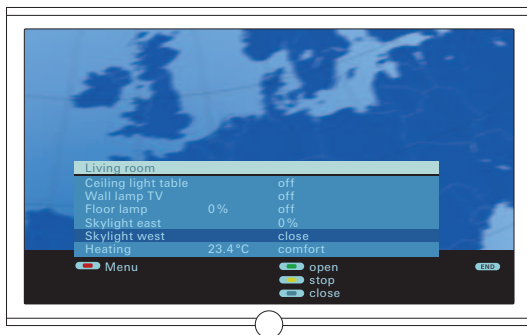 Living room
Ceiling light table off
Wall lamp TV off
Floor lamp 0% off
Skylight east 0%
Skylight west close
Heating 23.4°C comfort
Menu open END
stop
close